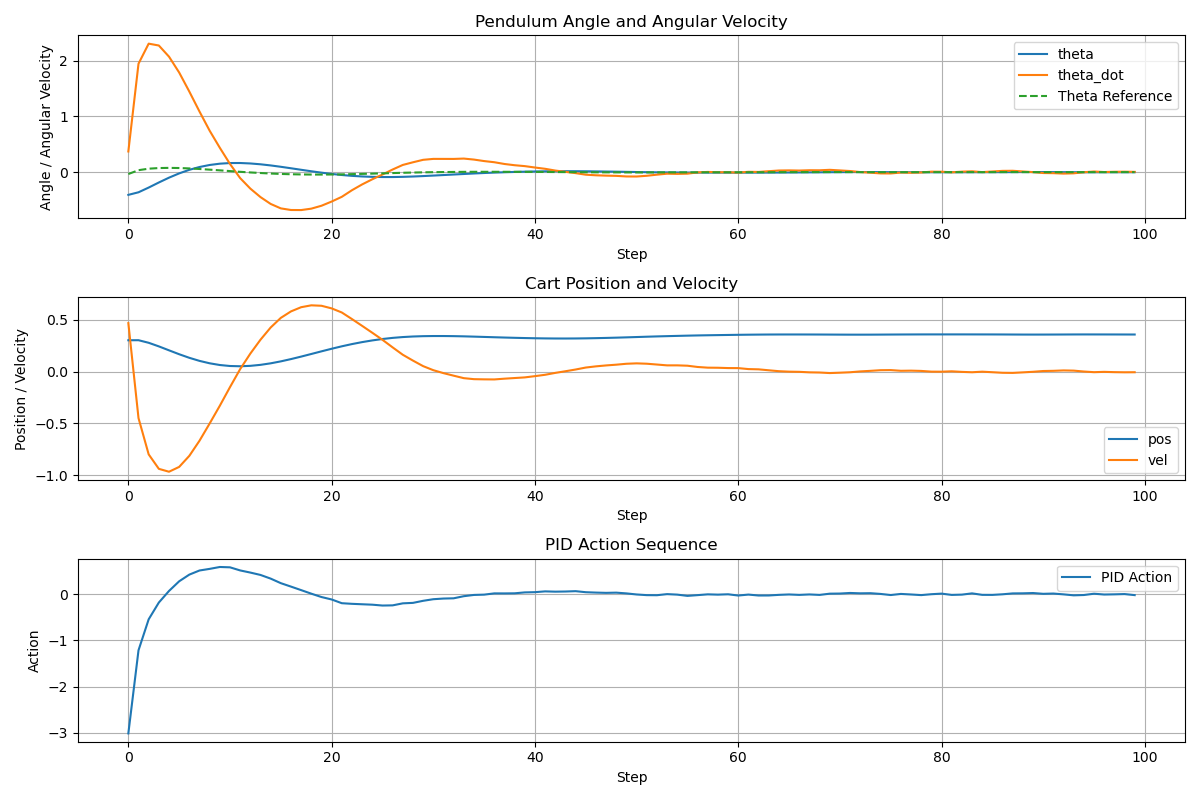 Pendulum Angle and Angular Velocity
Angle / Angular Velocity
2
1
0
theta
theta_dot
Theta Reference
0 20 40 60 80 100
Step
Cart Position and Velocity
Position / Velocity
0.5
0.0
−0.5
−1.0
pos
vel
0 20 40 60 80 100
Step
PID Action Sequence
Action
0
−1
−2
−3
PID Action
0 20 40 60 80 100
Step